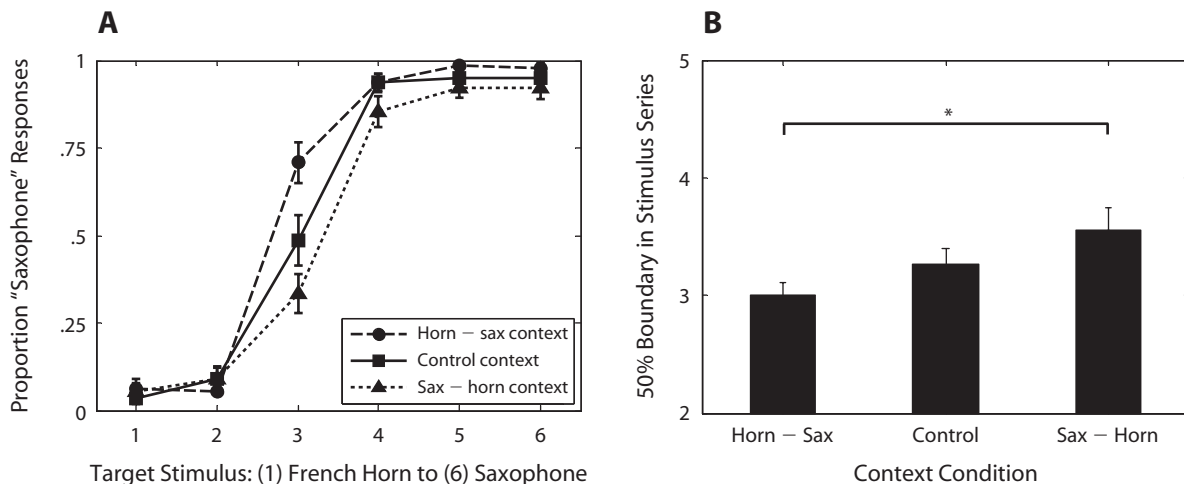 A
Proportion “Saxophone” Responses
1
.75
.5
.25
0
1 2 3 4 5 6
Target Stimulus: (1) French Horn to (6) Saxophone
Horn – sax context
Control context
Sax – horn context
B
50% Boundary in Stimulus Series
5
4
3
2
*
Horn – Sax Control Sax – Horn
Context Condition